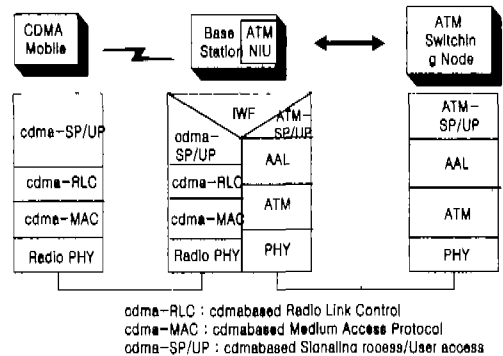 CDMA
Mobile
Base
Station
ATM
NIU
ATM
Switchin
g Node
cdma-SP/UP
cdma-RLC
cdma-MAC
Radio PHY
IWF
cdma-
SP/UP
cdma-RLC
cdma-MAC
Radio PHY
ATM-
SP/UP
AAL
ATM
PHY
ATM-
SP/UP
AAL
ATM
PHY
cdma-RLC : cdmabased Radio Link Control
cdma-MAC : cdmabased Medium Access Protocol
cdma-SP/UP : cdmabased Signaling ropess/User access